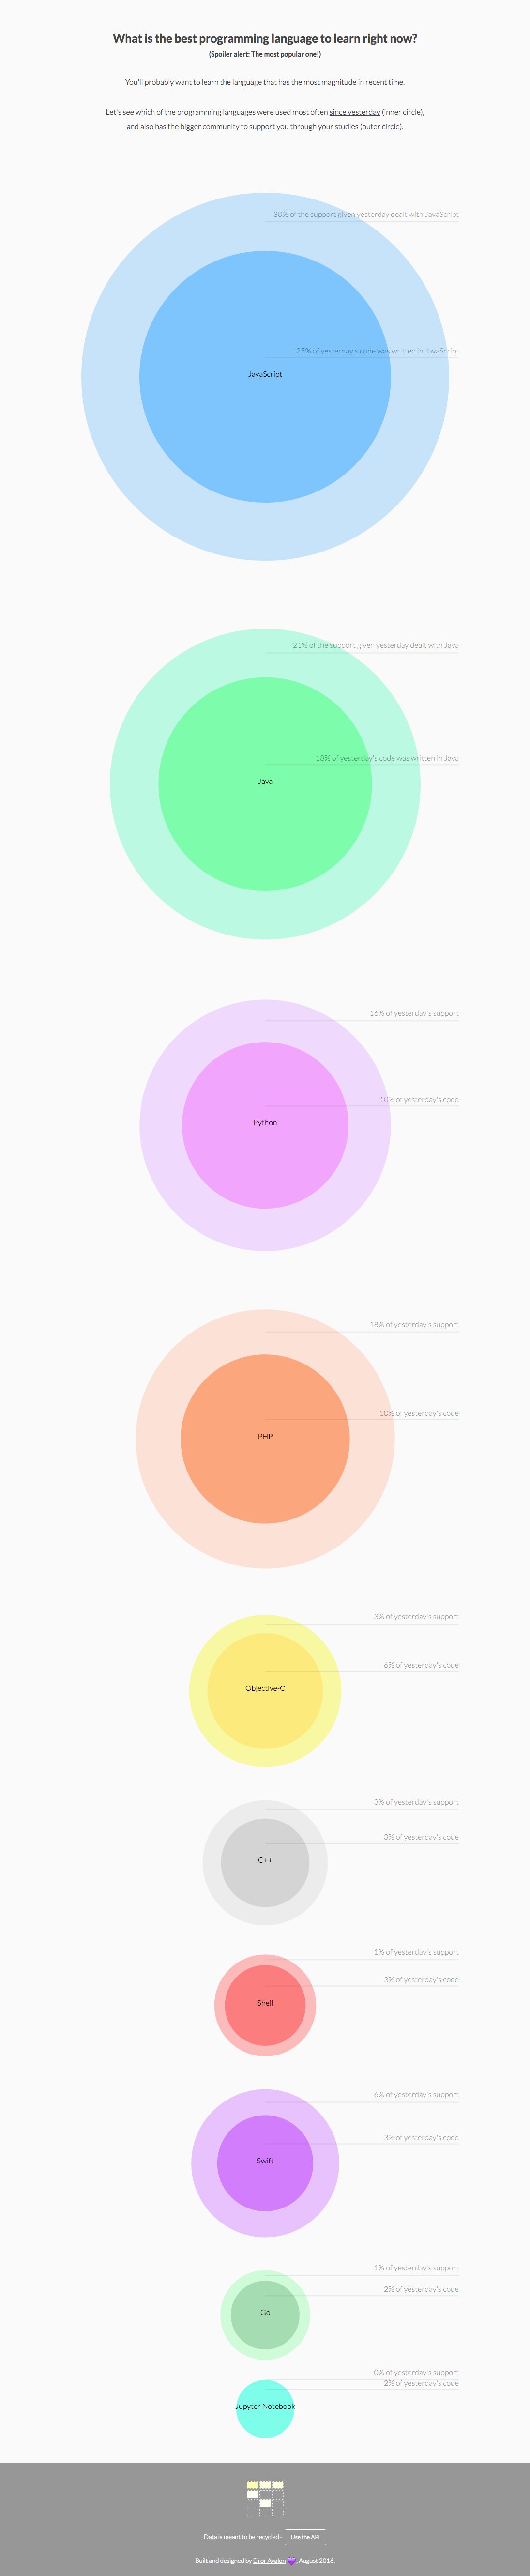 What is the best programming language to learn right now?
(Spoiler alert: The most popular one!)
You'll probably want to learn the language that has the most magnitude in recent time.
Let's see which of the programming languages were used most often since yesterday (inner circle),
and also has the bigger community to support you through your studies (outer circle).
30% of the support given yesterday dealt with JavaScript
25% of yesterday's code was written in JavaScript
JavaScript
21% of the support given yesterday dealt with Java
18% of yesterday's code was written in Java
Java
16% of yesterday's support
10% of yesterday's code
Python
18% of yesterday's support
10% of yesterday's code
PHP
3% of yesterday's support
6% of yesterday's code
Objective-C
3% of yesterday's support
3% of yesterday's code
C++
1% of yesterday's support
3% of yesterday's code
Shell
6% of yesterday's support
3% of yesterday's code
Swift
1% of yesterday's support
2% of yesterday's code
Go
0% of yesterday's support
2% of yesterday's code
Jupyter Notebook
Data is meant to be recycled - Use the API
Built and designed by Dror Ayalon 💜, August 2016.